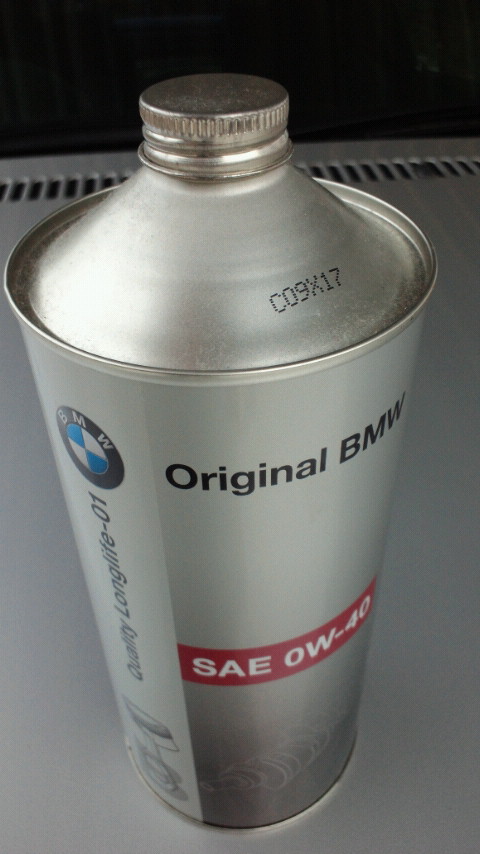 C09X17
BMW
Original BMW
Quality Longlife-01
SAE 0W-40